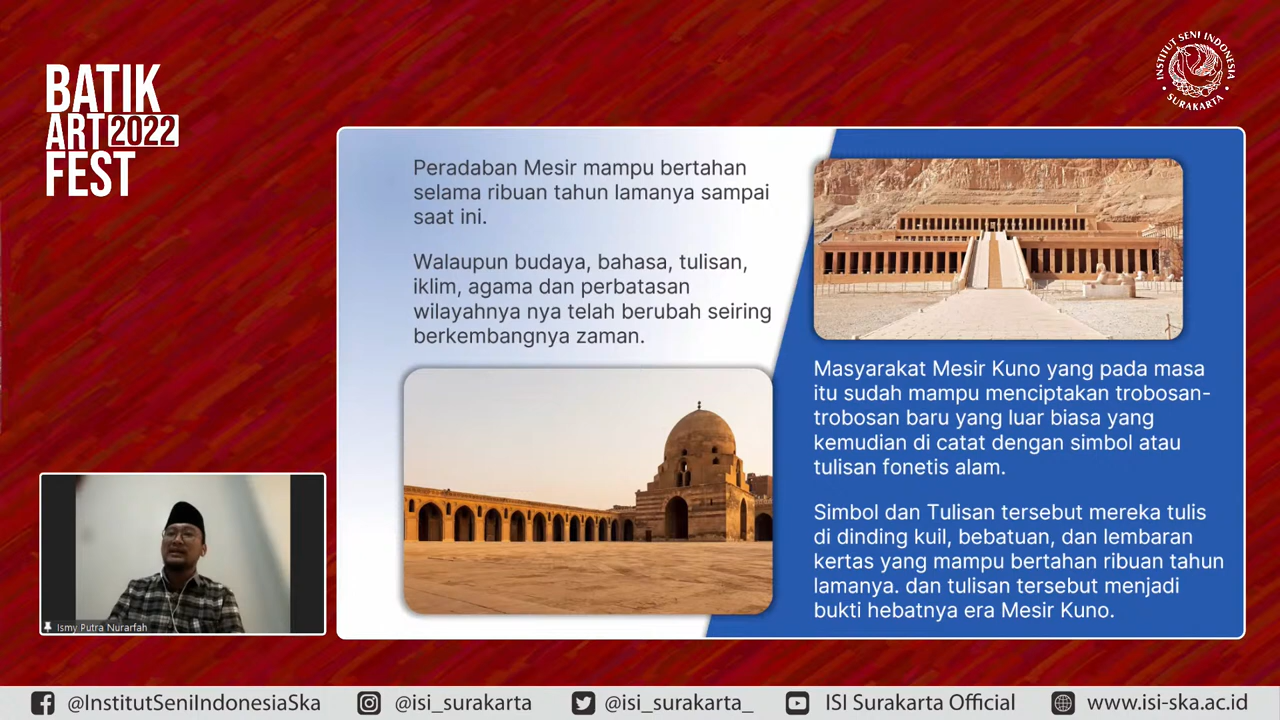 BATIK
ART 2022
FEST
INSTITUT SENI INDONESIA
SURAKARTA
Peradaban Mesir mampu bertahan
selama ribuan tahun lamanya sampai
saat ini.
Walaupun budaya, bahasa, tulisan,
iklim, agama dan perbatasan
wilayahnya nya telah berubah seiring
berkembangnya zaman.
Masyarakat Mesir Kuno yang pada masa
itu sudah mampu menciptakan trobosan-
trobosan baru yang luar biasa yang
kemudian di catat dengan simbol atau
tulisan fonetis alam.
Simbol dan Tulisan tersebut mereka tulis
di dinding kuil, bebatuan, dan lembaran
kertas yang mampu bertahan ribuan tahun
lamanya. dan tulisan tersebut menjadi
bukti hebatnya era Mesir Kuno.
Ismy Putra Nurarfah
@InstitutSeniIndonesiaSka
@isi_surakarta
@isi_surakarta_
ISI Surakarta Official
www.isi-ska.ac.id